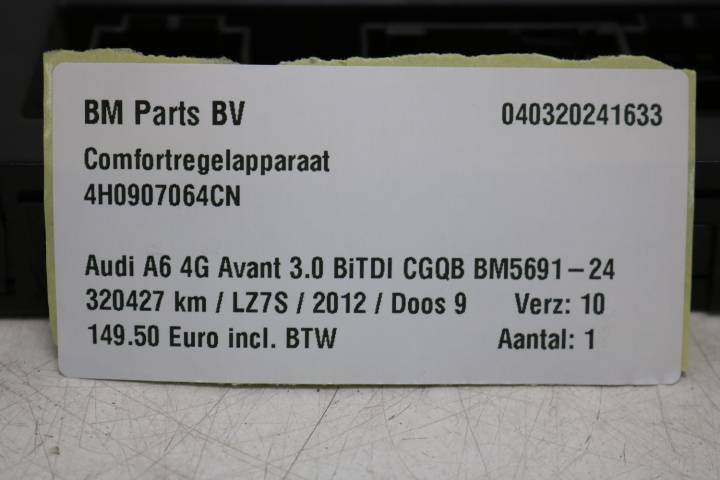 BM Parts BV 040320241633
Comfortregelapparaat
4H0907064CN
Audi A6 4G Avant 3.0 BiTDI CGQB BM5691-24
320427 km / LZ7S / 2012 / Doos 9 Verz: 10
149.50 Euro incl. BTW Aantal: 1